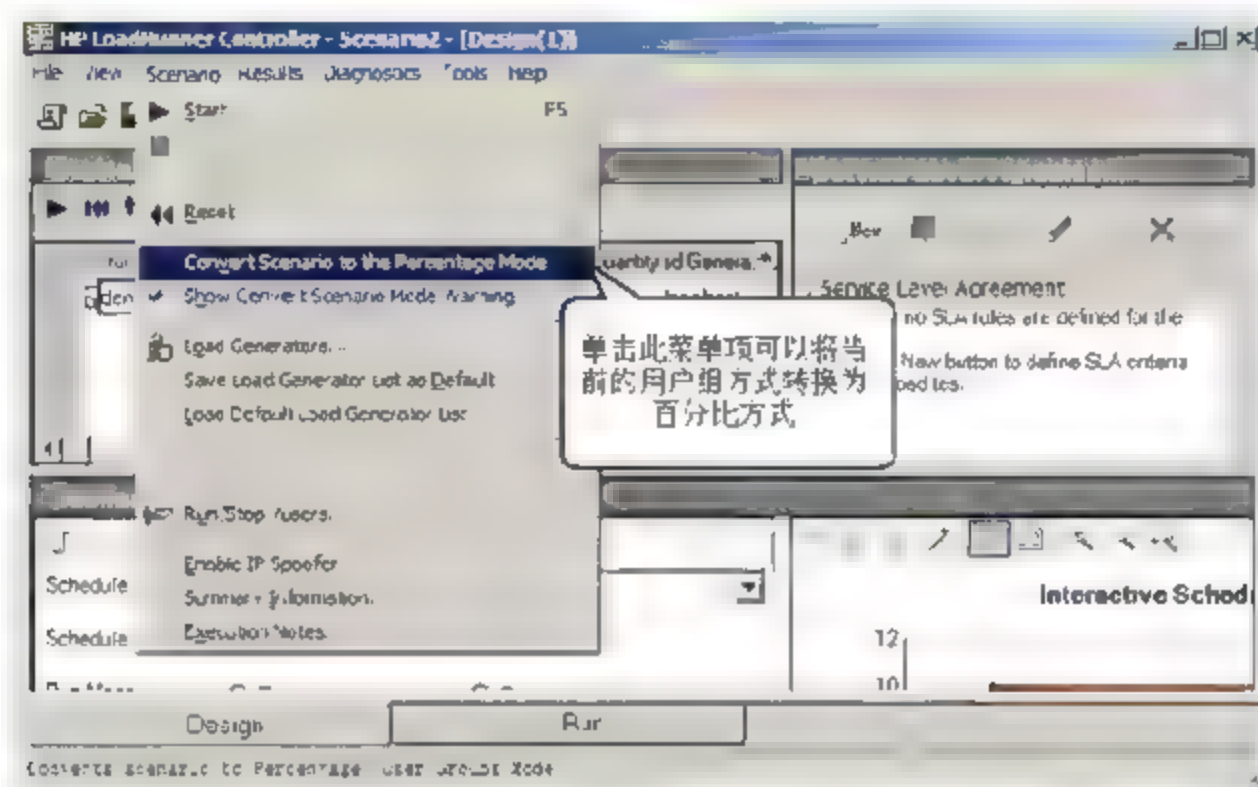 HP LoadRunner Controller - Scenario2 - [Design(1)]
File View Scenario Results Diagnostics Tools Help
Start F5
Reset
Convert Scenario to the Percentage Mode
Show Convert Scenario Mode Warning
Load Generators...
Save Load Generator List as Default
Load Default Load Generator List
Run/Stop Vusers...
Enable IP Spoofer
Summary Information...
Execution Notes
单击此菜单项可以将当
前的用户组方式转换为
百分比方式
New
Service Level Agreement
no SLA rules are defined for the
New button to define SLA criteria
Schedule
Schedule
Interactive Sched
12
10
Design Run
Converts scenario to Percentage User Groups Mode